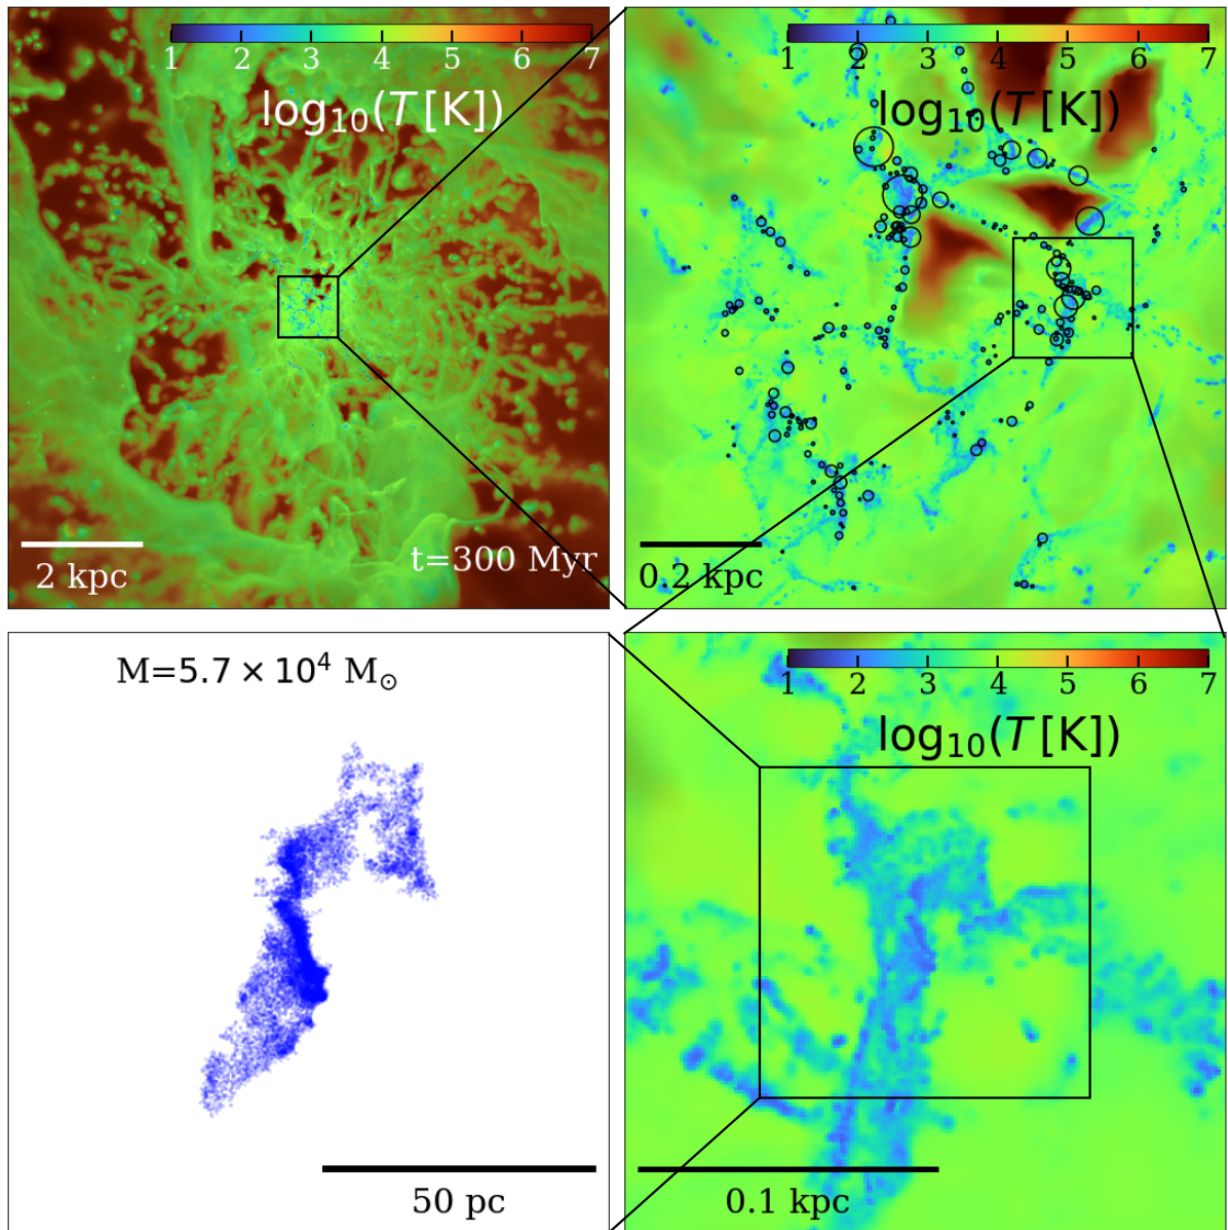 1 2 3 4 5 6 7
log₁₀(T [K])
2 kpc
t=300 Myr
1 2 3 4 5 6 7
log₁₀(T [K])
0.2 kpc
M=5.7 × 10⁴ M☉
50 pc
1 2 3 4 5 6 7
log₁₀(T [K])
0.1 kpc